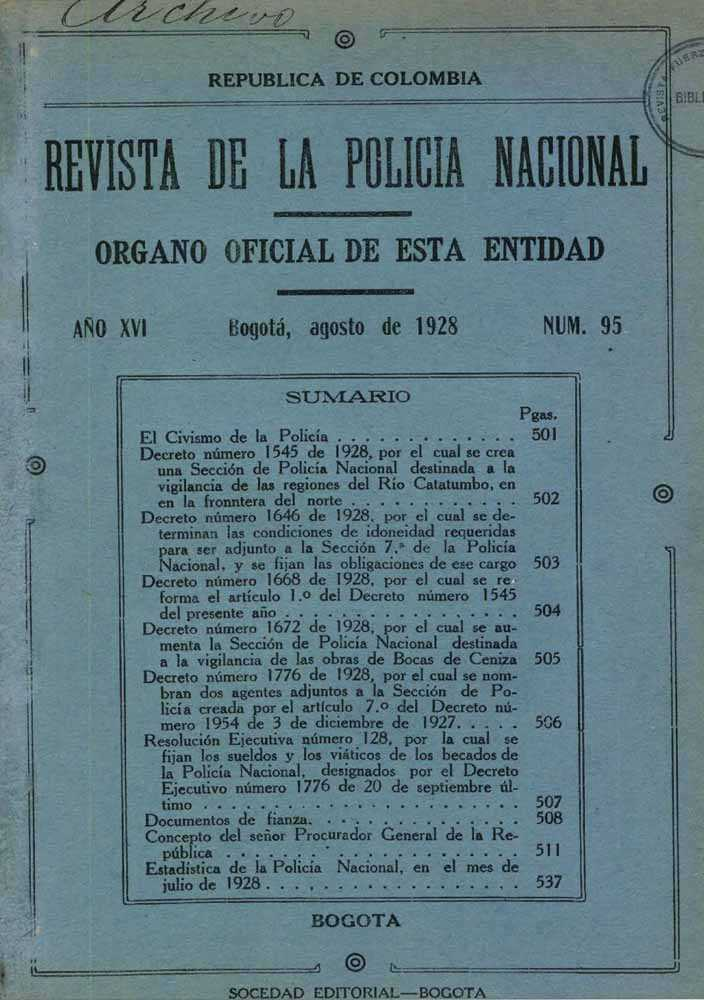 Archivo
REPUBLICA DE COLOMBIA
BIBLI
REVISTA DE LA POLICIA NACIONAL
ORGANO OFICIAL DE ESTA ENTIDAD
AÑO XVI Bogotá, agosto de 1928 NUM. 95
SUMARIO
Pgas.
El Civismo de la Policía . . . . . . . . . . . . . 501
Decreto número 1545 de 1928, por el cual se crea
una Sección de Policía Nacional destinada a la
vigilancia de las regiones del Río Catatumbo, en
en la fronntera del norte . . . . . . . . . . . . 502
Decreto número 1646 de 1928, por el cual se de-
terminan las condiciones de idoneidad requeridas
para ser adjunto a la Sección 7.ª de la Policía
Nacional, y se fijan las obligaciones de ese cargo 503
Decreto número 1668 de 1928, por el cual se re-
forma el artículo 1.º del Decreto número 1545
del presente año . . . . . . . . . . . . . . . . . 504
Decreto número 1672 de 1928, por el cual se au-
menta la Sección de Policía Nacional destinada
a la vigilancia de las obras de Bocas de Ceniza 505
Decreto número 1776 de 1928, por el cual se nom-
bran dos agentes adjuntos a la Sección de Po-
licía creada por el artículo 7.º del Decreto nú-
mero 1954 de 3 de diciembre de 1927. . . . . 506
Resolución Ejecutiva número 128, por la cual se
fijan los sueldos y los viáticos de los becados de
la Policía Nacional, designados por el Decreto
Ejecutivo número 1776 de 20 de septiembre úl-
timo . . . . . . . . . . . . . . . . . . . . . . . 507
Documentos de fianza. . . . . . . . . . . . . . . 508
Concepto del señor Procurador General de la Re-
pública . . . . . . . . . . . . . . . . . . . . . 511
Estadística de la Policía Nacional, en el mes de
julio de 1928 . . . . . . . . . . . . . . . . . . 537
BOGOTA
SOCEDAD EDITORIAL—BOGOTA